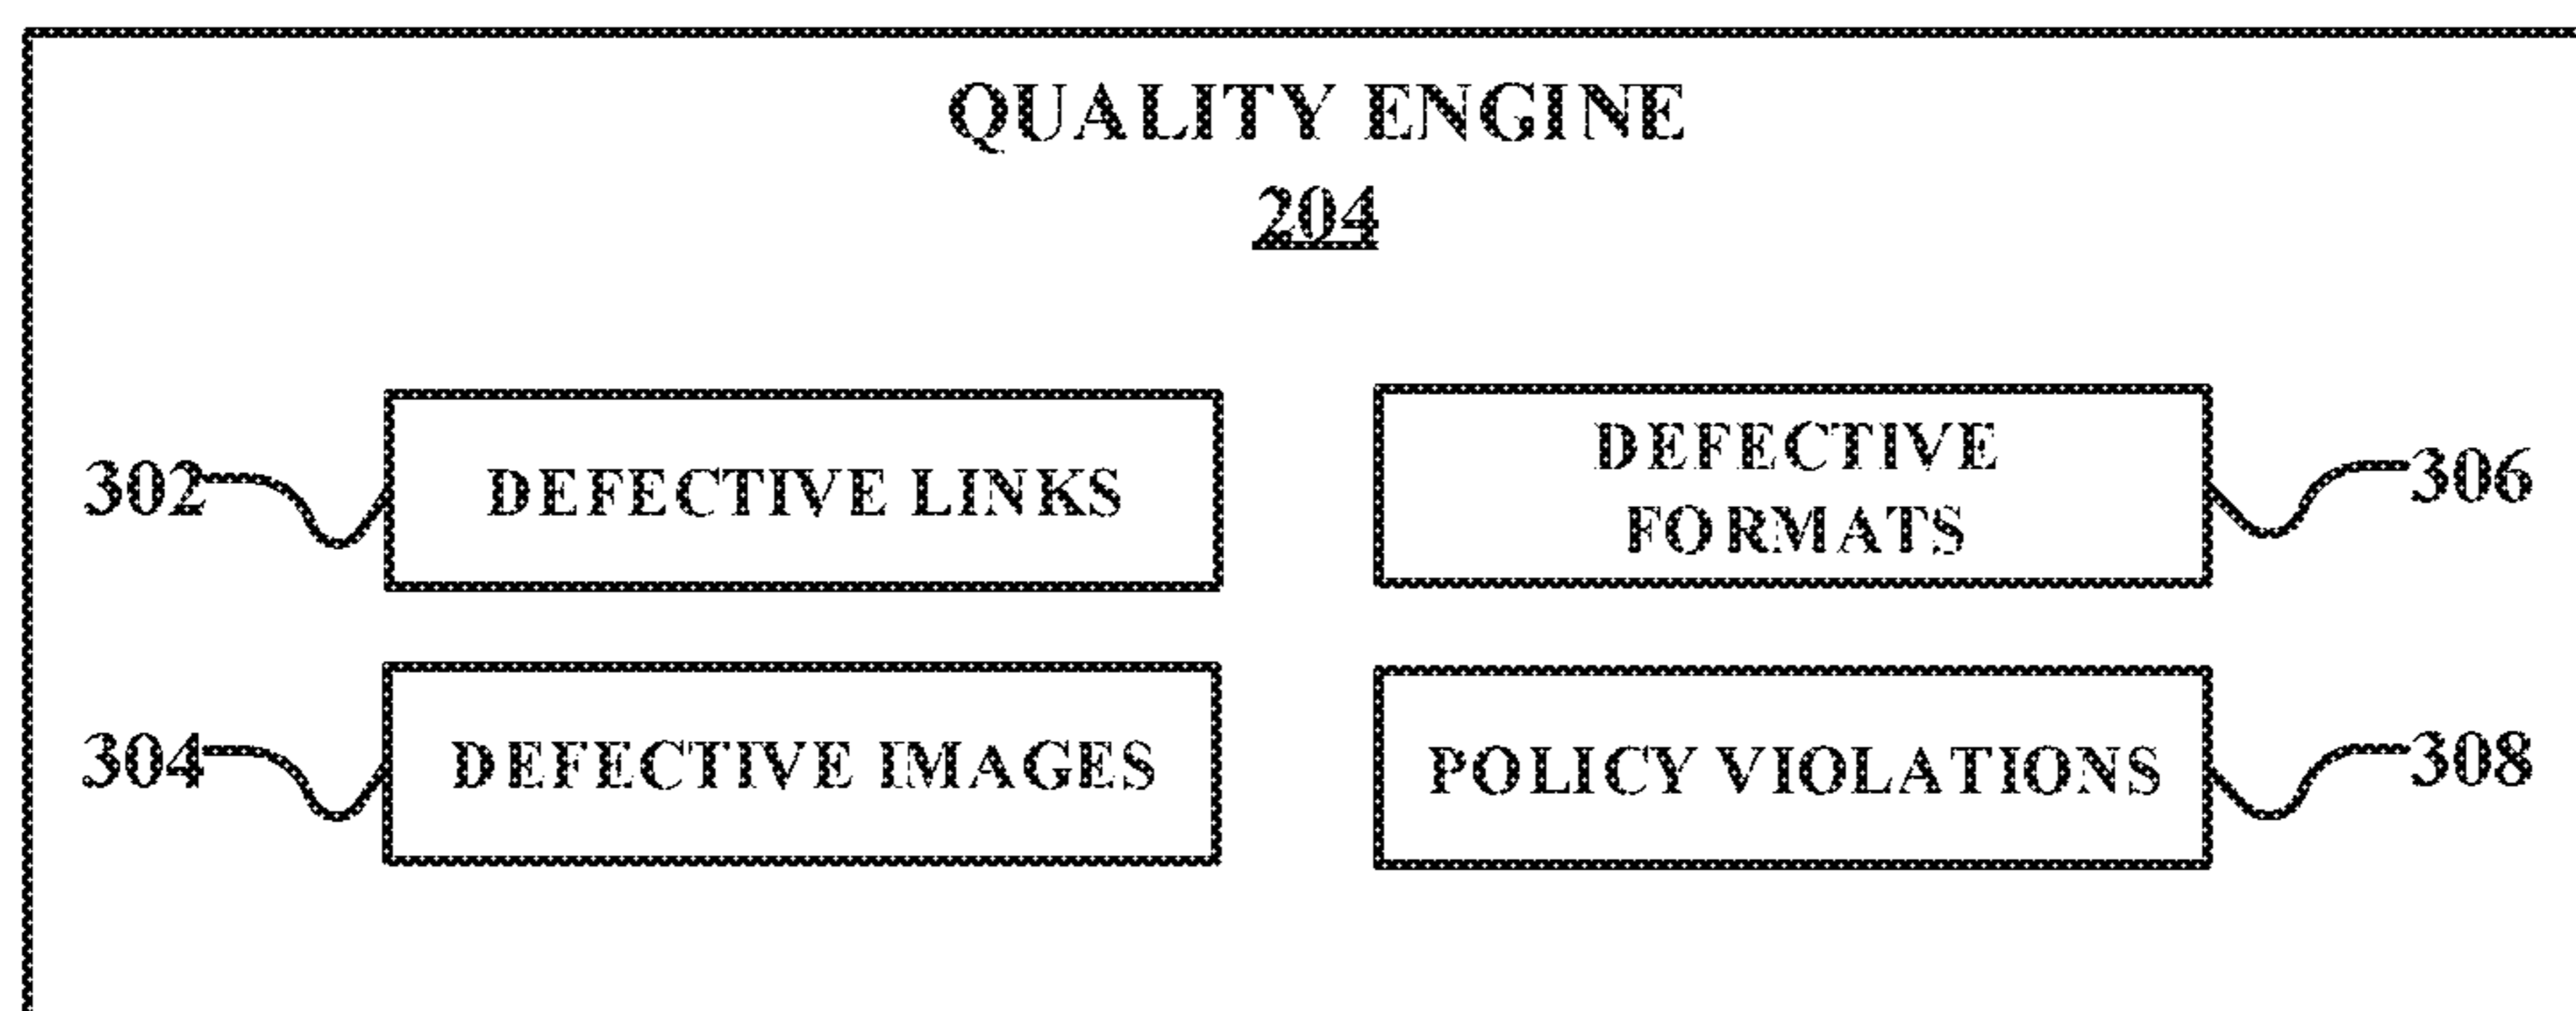 QUALITY ENGINE
204
302
DEFECTIVE LINKS
DEFECTIVE
FORMATS
306
304
DEFECTIVE IMAGES
POLICY VIOLATIONS
308